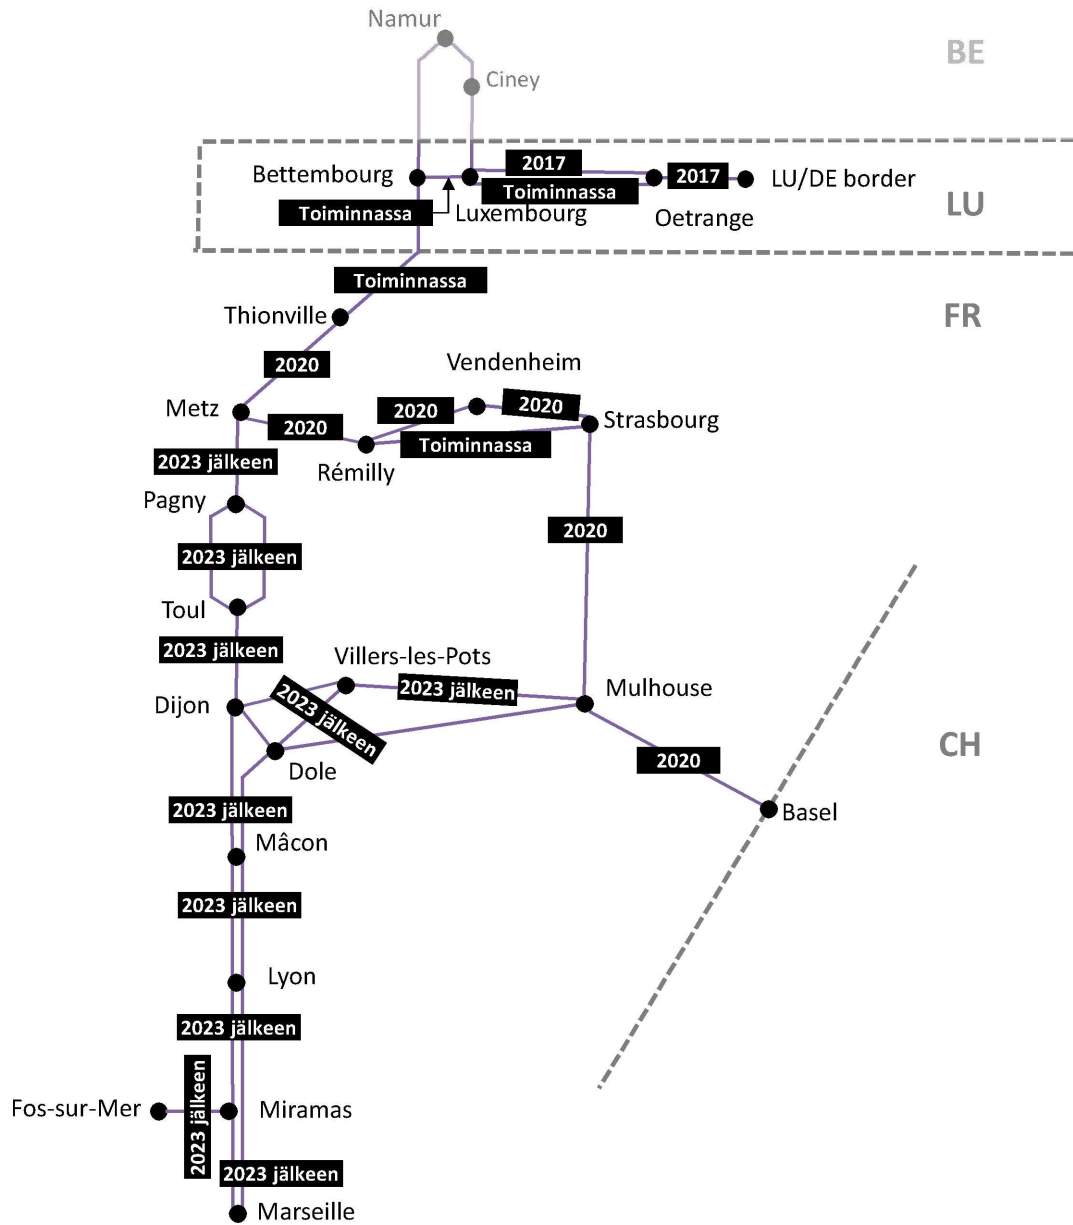 Namur
BE
Ciney
2017
Bettembourg
2017
LU/DE border
Toiminnassa
Toiminnassa
Luxembourg
LU
Oetrange
Toiminnassa
Thionville
FR
2020
Vendenheim
Metz
2020
2020
2020
Strasbourg
Toiminnassa
2023 jälkeen
Rémilly
Pagny
2020
2023 jälkeen
Toul
2023 jälkeen
Villers-les-Pots
2023 jälkeen
2023 jälkeen
Mulhouse
Dijon
CH
2020
Dole
2023 jälkeen
Basel
Mâcon
2023 jälkeen
Lyon
2023 jälkeen
2023 jälkeen
Fos-sur-Mer
Miramas
2023 jälkeen
Marseille